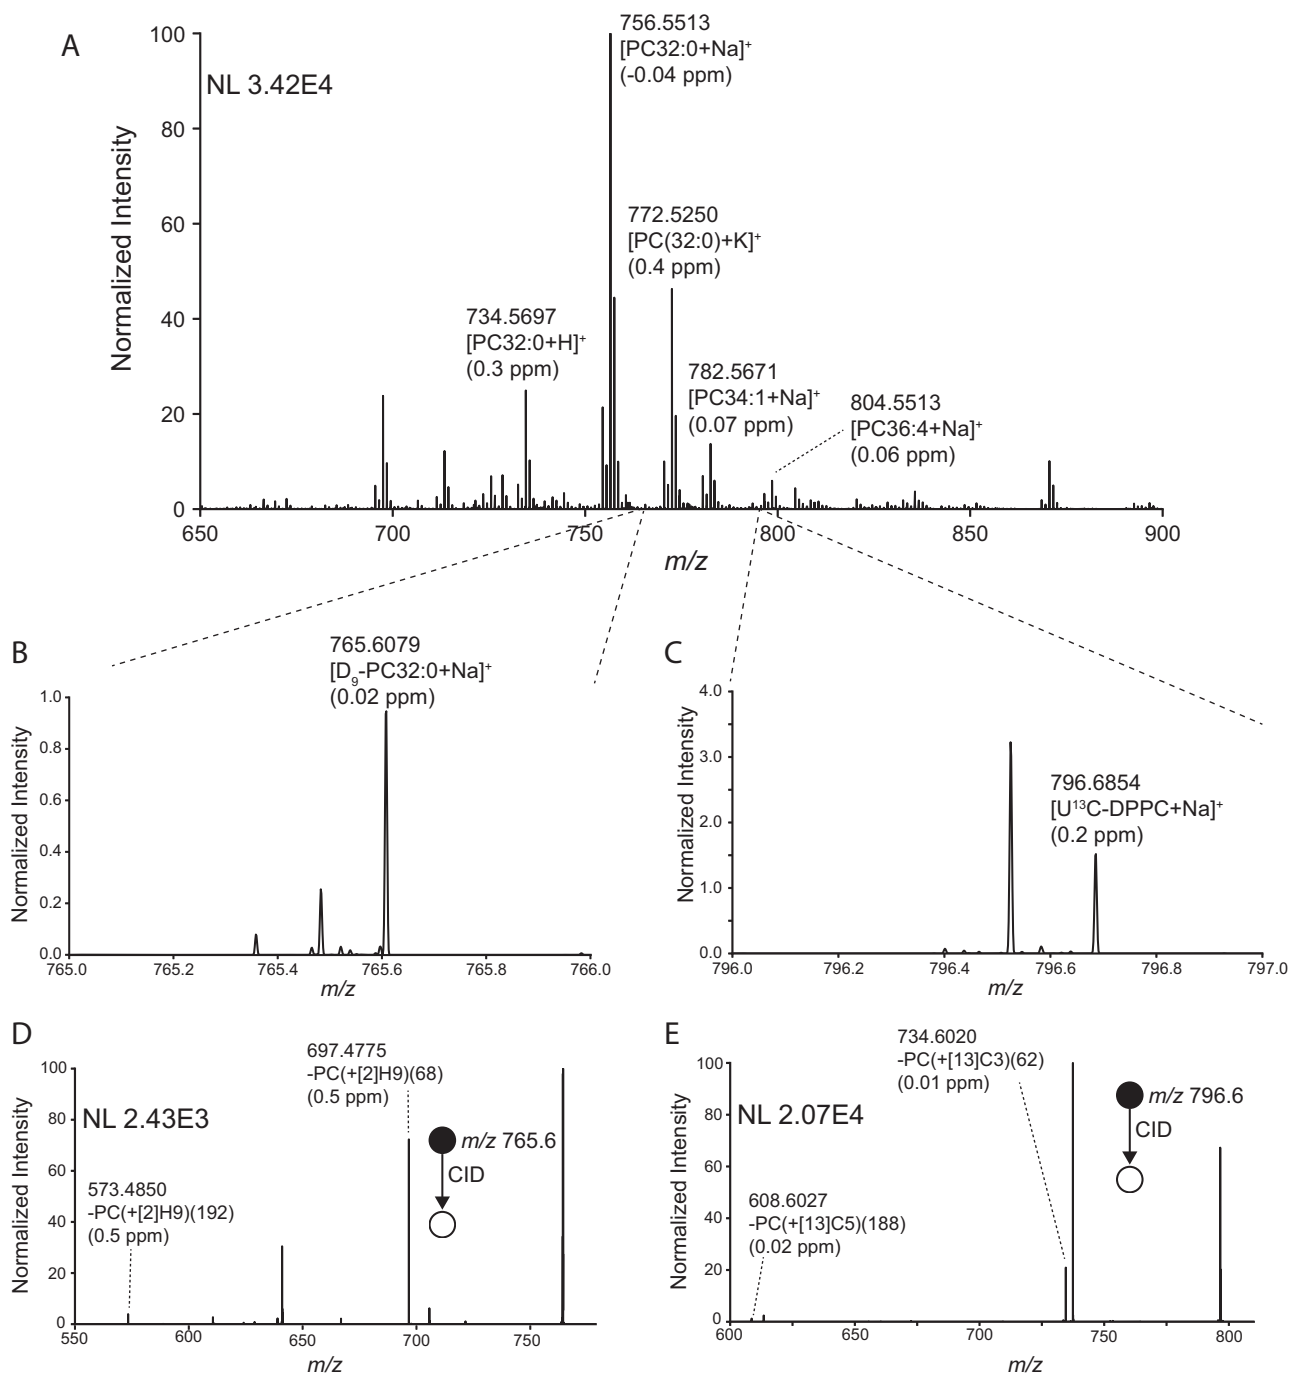 A
NL 3.42E4
Normalized Intensity
100
80
60
40
20
0
756.5513
[PC32:0+Na]⁺
(-0.04 ppm)
772.5250
[PC(32:0)+K]⁺
(0.4 ppm)
734.5697
[PC32:0+H]⁺
(0.3 ppm)
782.5671
[PC34:1+Na]⁺
(0.07 ppm)
804.5513
[PC36:4+Na]⁺
(0.06 ppm)
650 700 750 800 850 900
m/z
B
765.6079
[D₉-PC32:0+Na]⁺
(0.02 ppm)
Normalized Intensity
1.0
0.8
0.6
0.4
0.2
0.0
765.0 765.2 765.4 765.6 765.8 766.0
m/z
C
796.6854
[U¹³C-DPPC+Na]⁺
(0.2 ppm)
Normalized Intensity
4.0
3.0
2.0
1.0
0.0
796.0 796.2 796.4 796.6 796.8 797.0
m/z
D
697.4775
-PC(+[2]H9)(68)
(0.5 ppm)
NL 2.43E3
m/z 765.6
CID
573.4850
-PC(+[2]H9)(192)
(0.5 ppm)
Normalized Intensity
100
80
60
40
20
0
550 600 650 700 750
m/z
E
734.6020
-PC(+[13]C3)(62)
(0.01 ppm)
NL 2.07E4
m/z 796.6
CID
608.6027
-PC(+[13]C5)(188)
(0.02 ppm)
Normalized Intensity
100
80
60
40
20
0
600 650 700 750 800
m/z